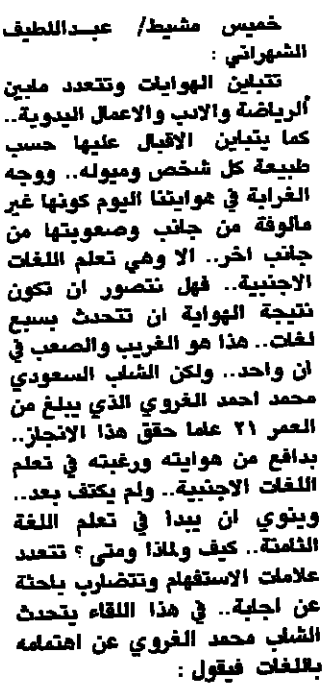 خميس مشيط/ عبداللطيف
الشهراني :
تتباين الهوايات وتتعدد مابين
الرياضة والادب والاعمال اليدوية..
كما يتباين الاقبال عليها حسب
طبيعة كل شخص وميوله.. ووجه
الغرابة في هوايتنا اليوم كونها غير
مالوفة من جانب وصعوبتها من
جانب اخر.. الا وهي تعلم اللغات
الاجنبية.. فهل نتصور ان تكون
نتيجة الهواية ان تتحدث بسبع
لغات.. هذا هو الغريب والصعب في
ان واحد.. ولكن الشاب السعودي
محمد احمد الغروي الذي يبلغ من
العمر ٢١ عاما حقق هذا الانجاز..
بدافع من هوايته ورغبته في تعلم
اللغات الاجنبية.. ولم يكتف بعد..
وينوي ان يبدا في تعلم اللغة
الثامنة.. كيف ولماذا ومتى ؟ تتعدد
علامات الاستفهام وتتضارب باحثة
عن اجابة.. في هذا اللقاء يتحدث
الشاب محمد الغروي عن اهتمامه
باللغات فيقول :